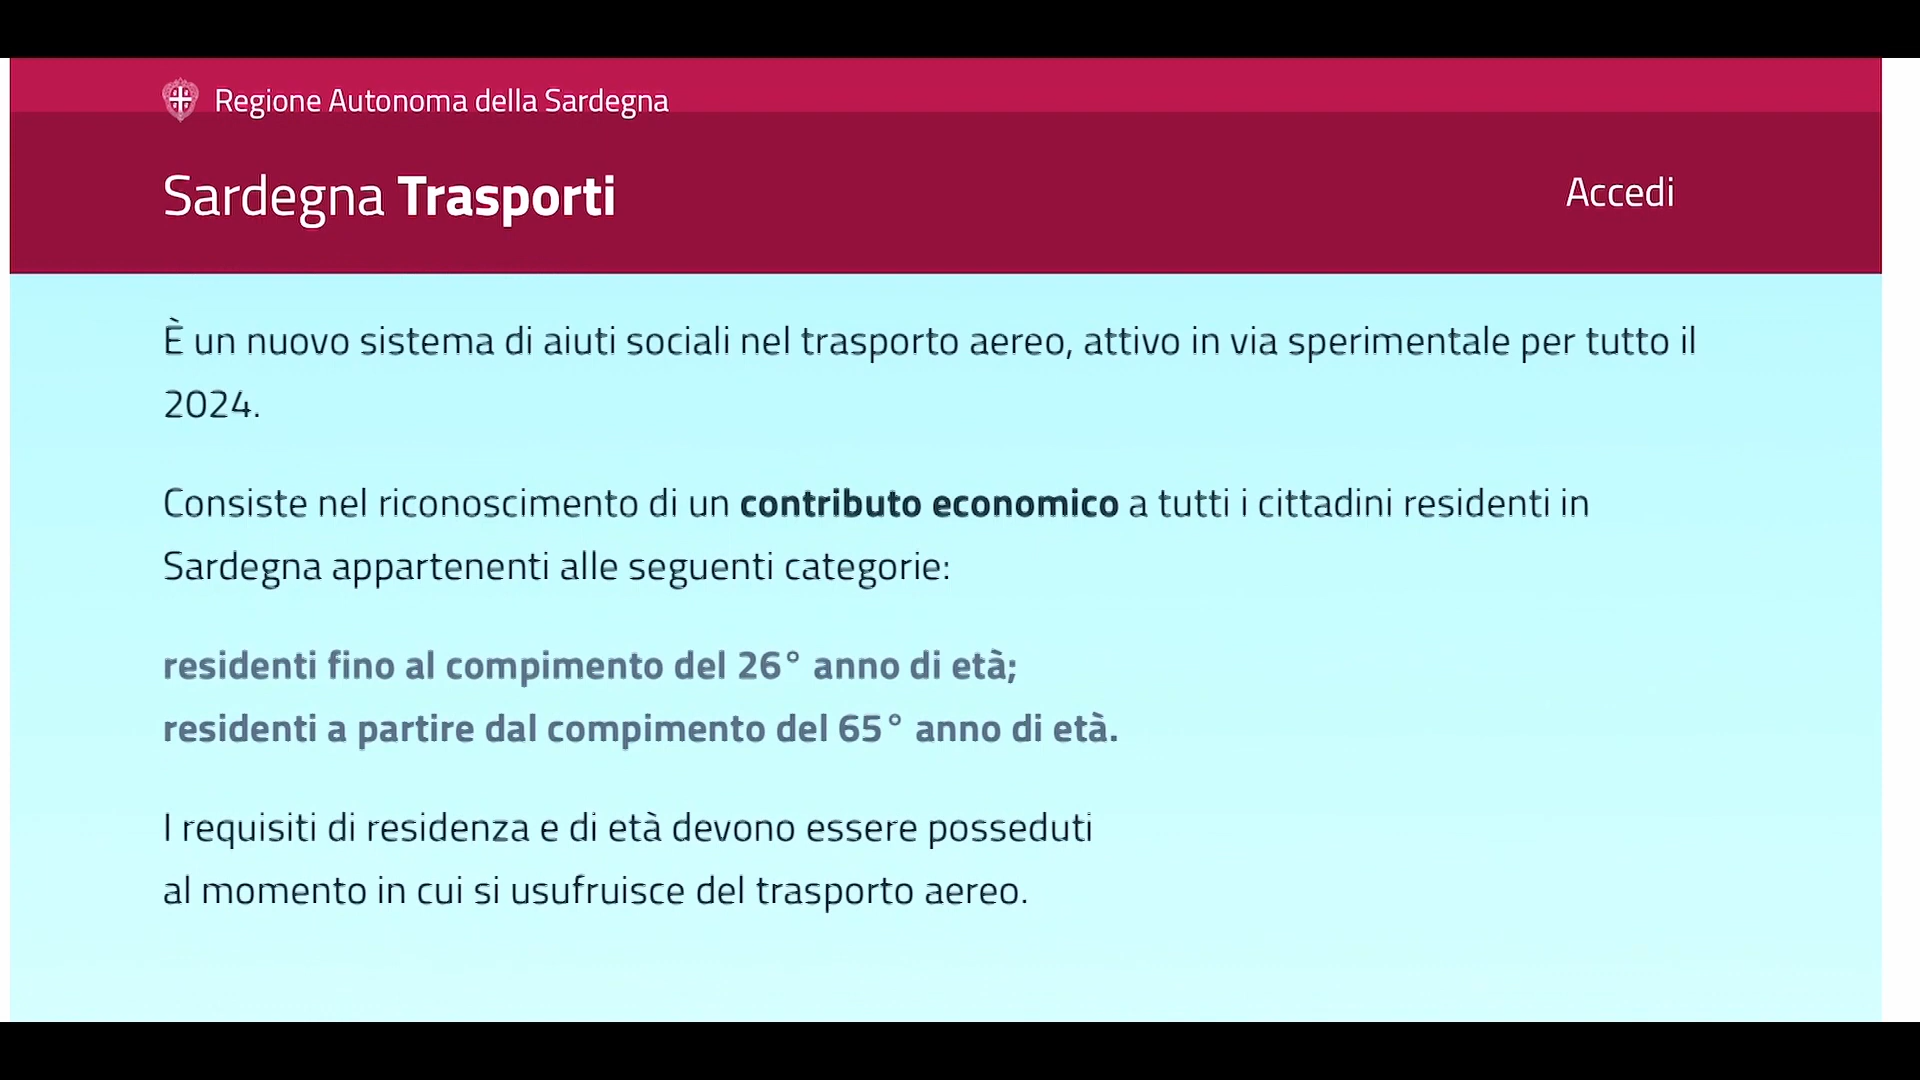 Regione Autonoma della Sardegna
Sardegna Trasporti
Accedi
È un nuovo sistema di aiuti sociali nel trasporto aereo, attivo in via sperimentale per tutto il
2024.
Consiste nel riconoscimento di un contributo economico a tutti i cittadini residenti in
Sardegna appartenenti alle seguenti categorie:
residenti fino al compimento del 26° anno di età;
residenti a partire dal compimento del 65° anno di età.
I requisiti di residenza e di età devono essere posseduti
al momento in cui si usufruisce del trasporto aereo.